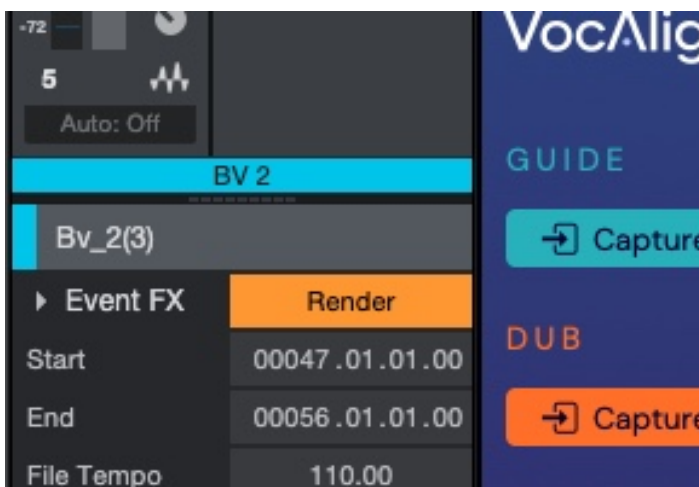 -72
5
Auto: Off
BV 2
Bv_2(3)
Event FX Render
Start 00047.01.01.00
End 00056.01.01.00
File Tempo 110.00
VocAlig
GUIDE
Capture
DUB
Capture